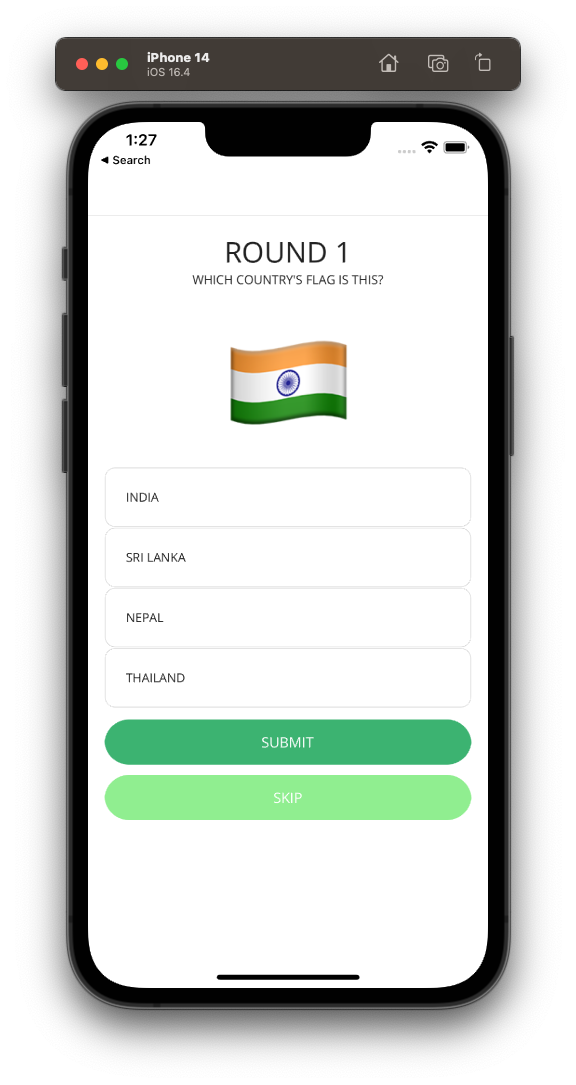 iPhone 14
iOS 16.4
1:27
◀ Search
ROUND 1
WHICH COUNTRY'S FLAG IS THIS?
INDIA
SRI LANKA
NEPAL
THAILAND
SUBMIT
SKIP